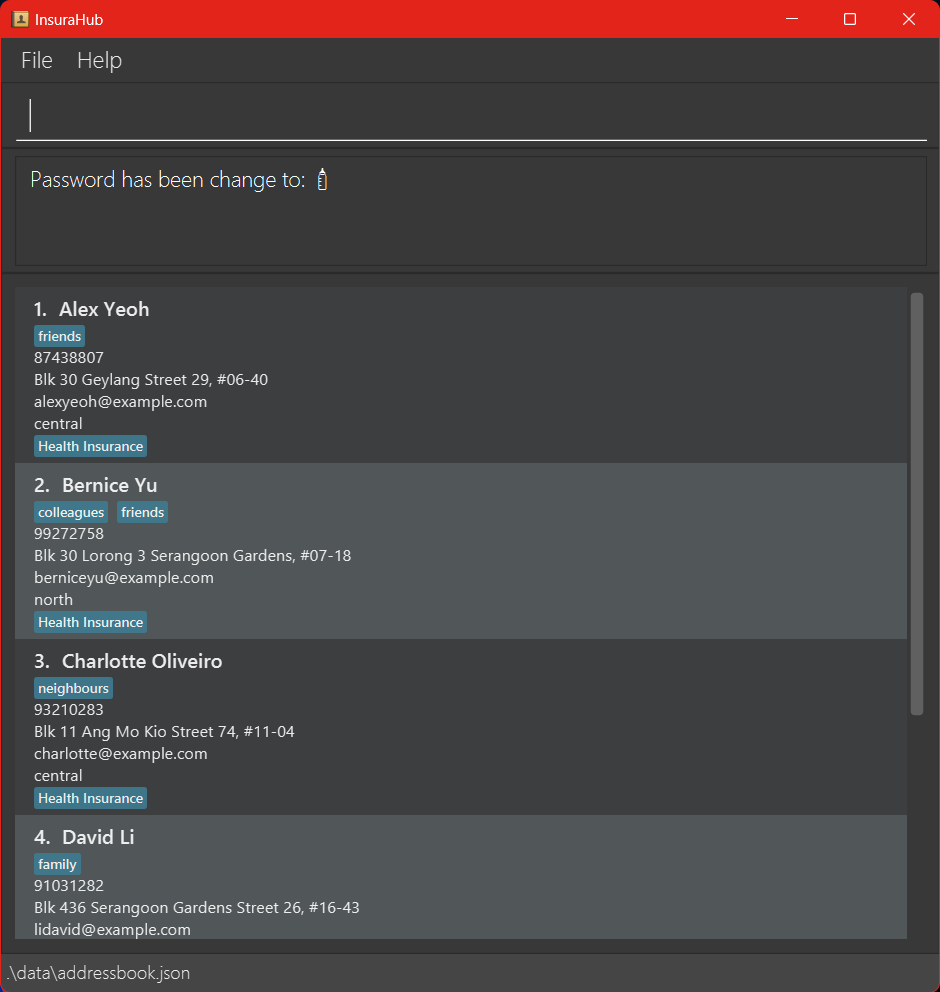 InsuraHub
File Help
Password has been change to: 🍼
1. Alex Yeoh
friends
87438807
Blk 30 Geylang Street 29, #06-40
alexyeoh@example.com
central
Health Insurance
2. Bernice Yu
colleagues friends
99272758
Blk 30 Lorong 3 Serangoon Gardens, #07-18
berniceyu@example.com
north
Health Insurance
3. Charlotte Oliveiro
neighbours
93210283
Blk 11 Ang Mo Kio Street 74, #11-04
charlotte@example.com
central
Health Insurance
4. David Li
family
91031282
Blk 436 Serangoon Gardens Street 26, #16-43
lidavid@example.com
.\data\addressbook.json